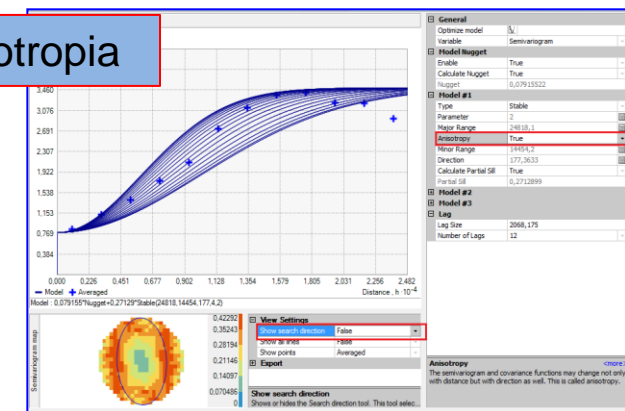 otropia
3.460
3.076
2.691
2.307
1.922
1.538
1.153
0.769
0.384
0,000 0,226 0,451 0,677 0,902 1,128 1,354 1,579 1,805 2,031 2,256 2,482
Model Averaged Distance , h ·10⁻⁴
Model : 0,079155*Nugget+0,27129*Stable(24818,14454,177,4,2)
Semivariogram map
0,42292
0,35243
0,28194
0,21146
0,14097
0,070486
0
View Settings
Show search direction False
Show all lines False
Show points Averaged
Export
Show search direction
Shows or hides the Search direction tool. This tool selec...
General
Optimize model
Variable Semivariogram
Model Nugget
Enable True
Calculate Nugget True
Nugget 0,07915522
Model #1
Type Stable
Parameter 2
Major Range 24818,1
Anisotropy True
Minor Range 14454,2
Direction 177,3633
Calculate Partial Sill True
Partial Sill 0,2712899
Model #2
Model #3
Lag
Lag Size 2068,175
Number of Lags 12
Anisotropy <more
The semivariogram and covariance functions may change not only
with distance but with direction as well. This is called anisotropy.